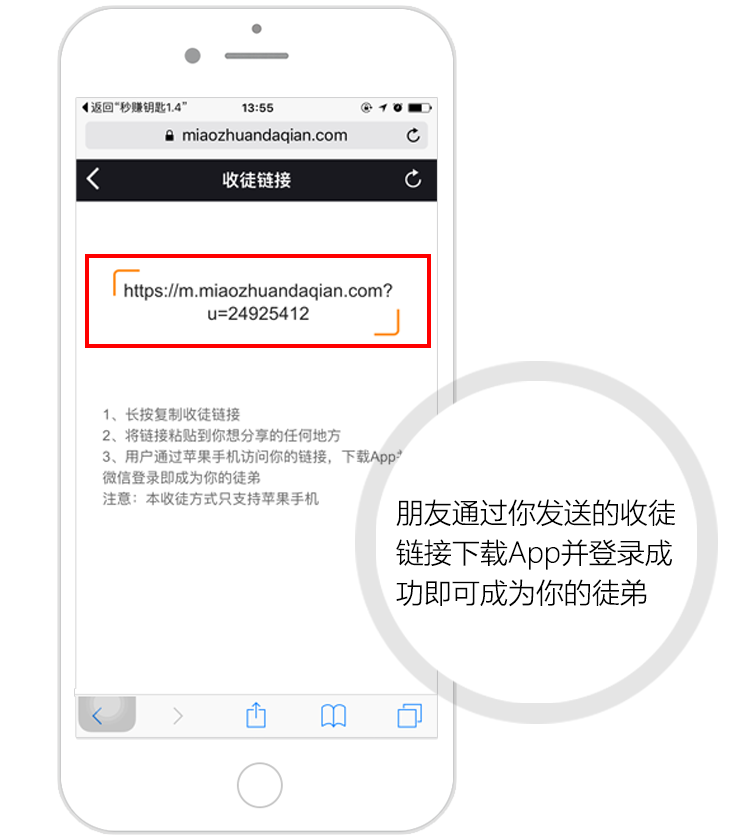 返回“秒赚钥匙1.4”
13:55
miaozhuandaqian.com
收徒链接
https://m.miaozhuandaqian.com?
u=24925412
1、长按复制收徒链接
2、将链接粘贴到你想分享的任何地方
3、用户通过苹果手机访问你的链接，下载App并
微信登录即成为你的徒弟
注意：本收徒方式只支持苹果手机
朋友通过你发送的收徒
链接下载App并登录成
功即可成为你的徒弟